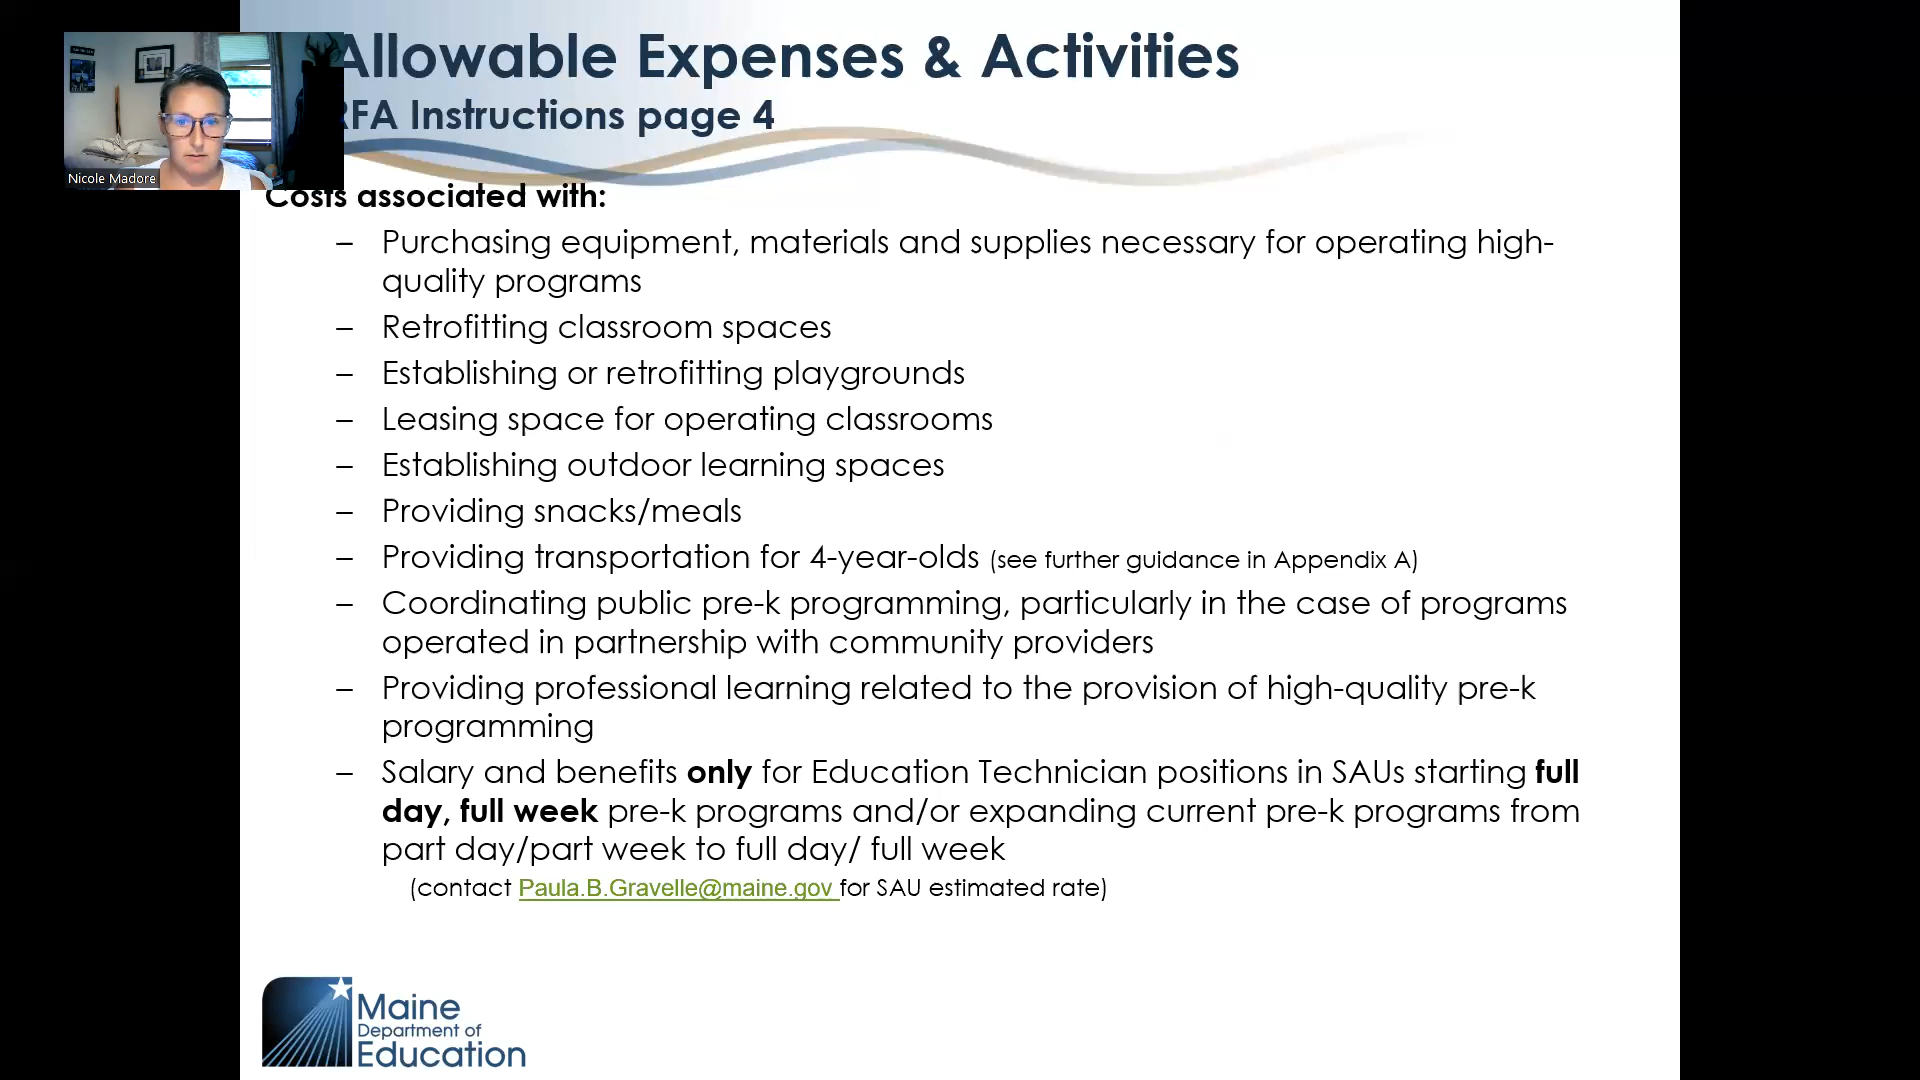 Allowable Expenses & Activities
RFA Instructions page 4
Nicole Madore
Costs associated with:
– Purchasing equipment, materials and supplies necessary for operating high-
quality programs
– Retrofitting classroom spaces
– Establishing or retrofitting playgrounds
– Leasing space for operating classrooms
– Establishing outdoor learning spaces
– Providing snacks/meals
– Providing transportation for 4-year-olds (see further guidance in Appendix A)
– Coordinating public pre-k programming, particularly in the case of programs
operated in partnership with community providers
– Providing professional learning related to the provision of high-quality pre-k
programming
– Salary and benefits only for Education Technician positions in SAUs starting full
day, full week pre-k programs and/or expanding current pre-k programs from
part day/part week to full day/ full week
(contact Paula.B.Gravelle@maine.gov for SAU estimated rate)
Maine
Department of
Education